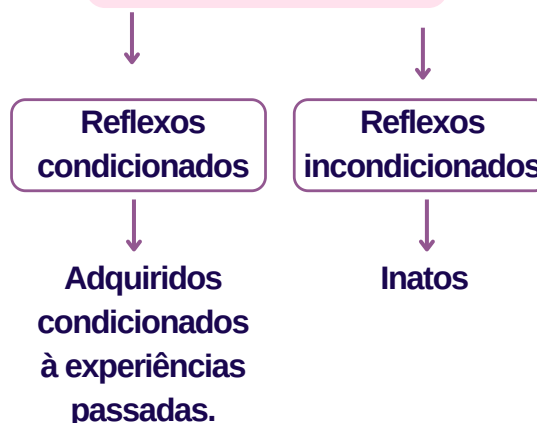 Reflexos
condicionados
Reflexos
incondicionados
Adquiridos
condicionados
à experiências
passadas.
Inatos